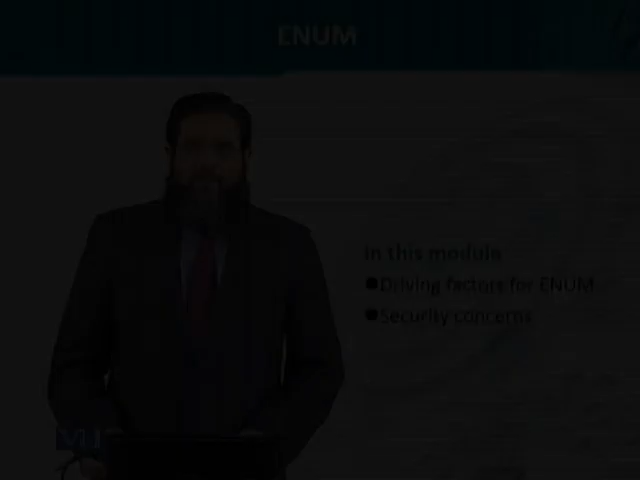 ENUM
In this module
●Driving factors for ENUM
●Security concerns